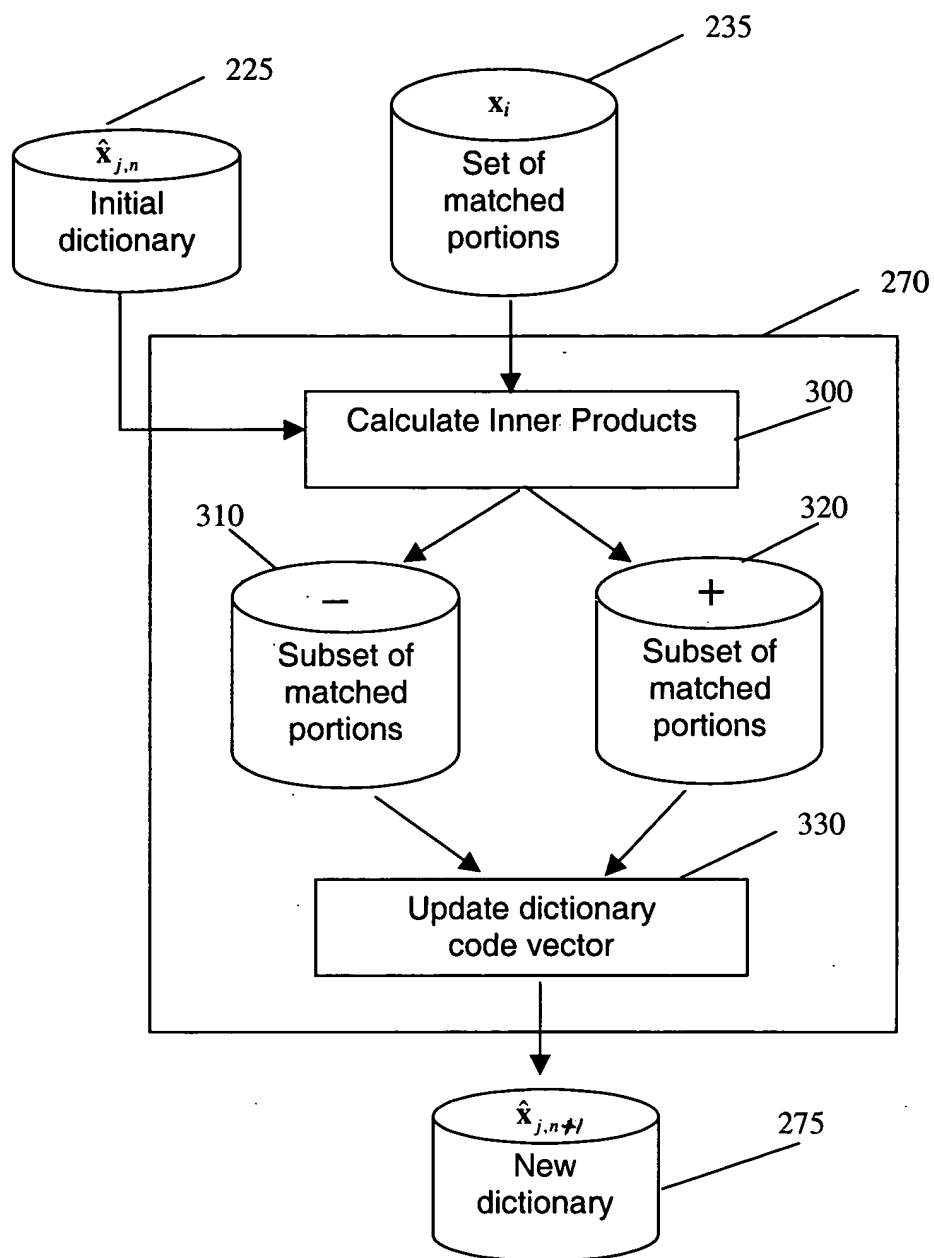 235
225
x_i
x̂_{j,n}
Set of
matched
portions
Initial
dictionary
270
Calculate Inner Products
300
310
320
−
+
Subset of
matched
portions
Subset of
matched
portions
330
Update dictionary
code vector
x̂_{j,n+1}
275
New
dictionary